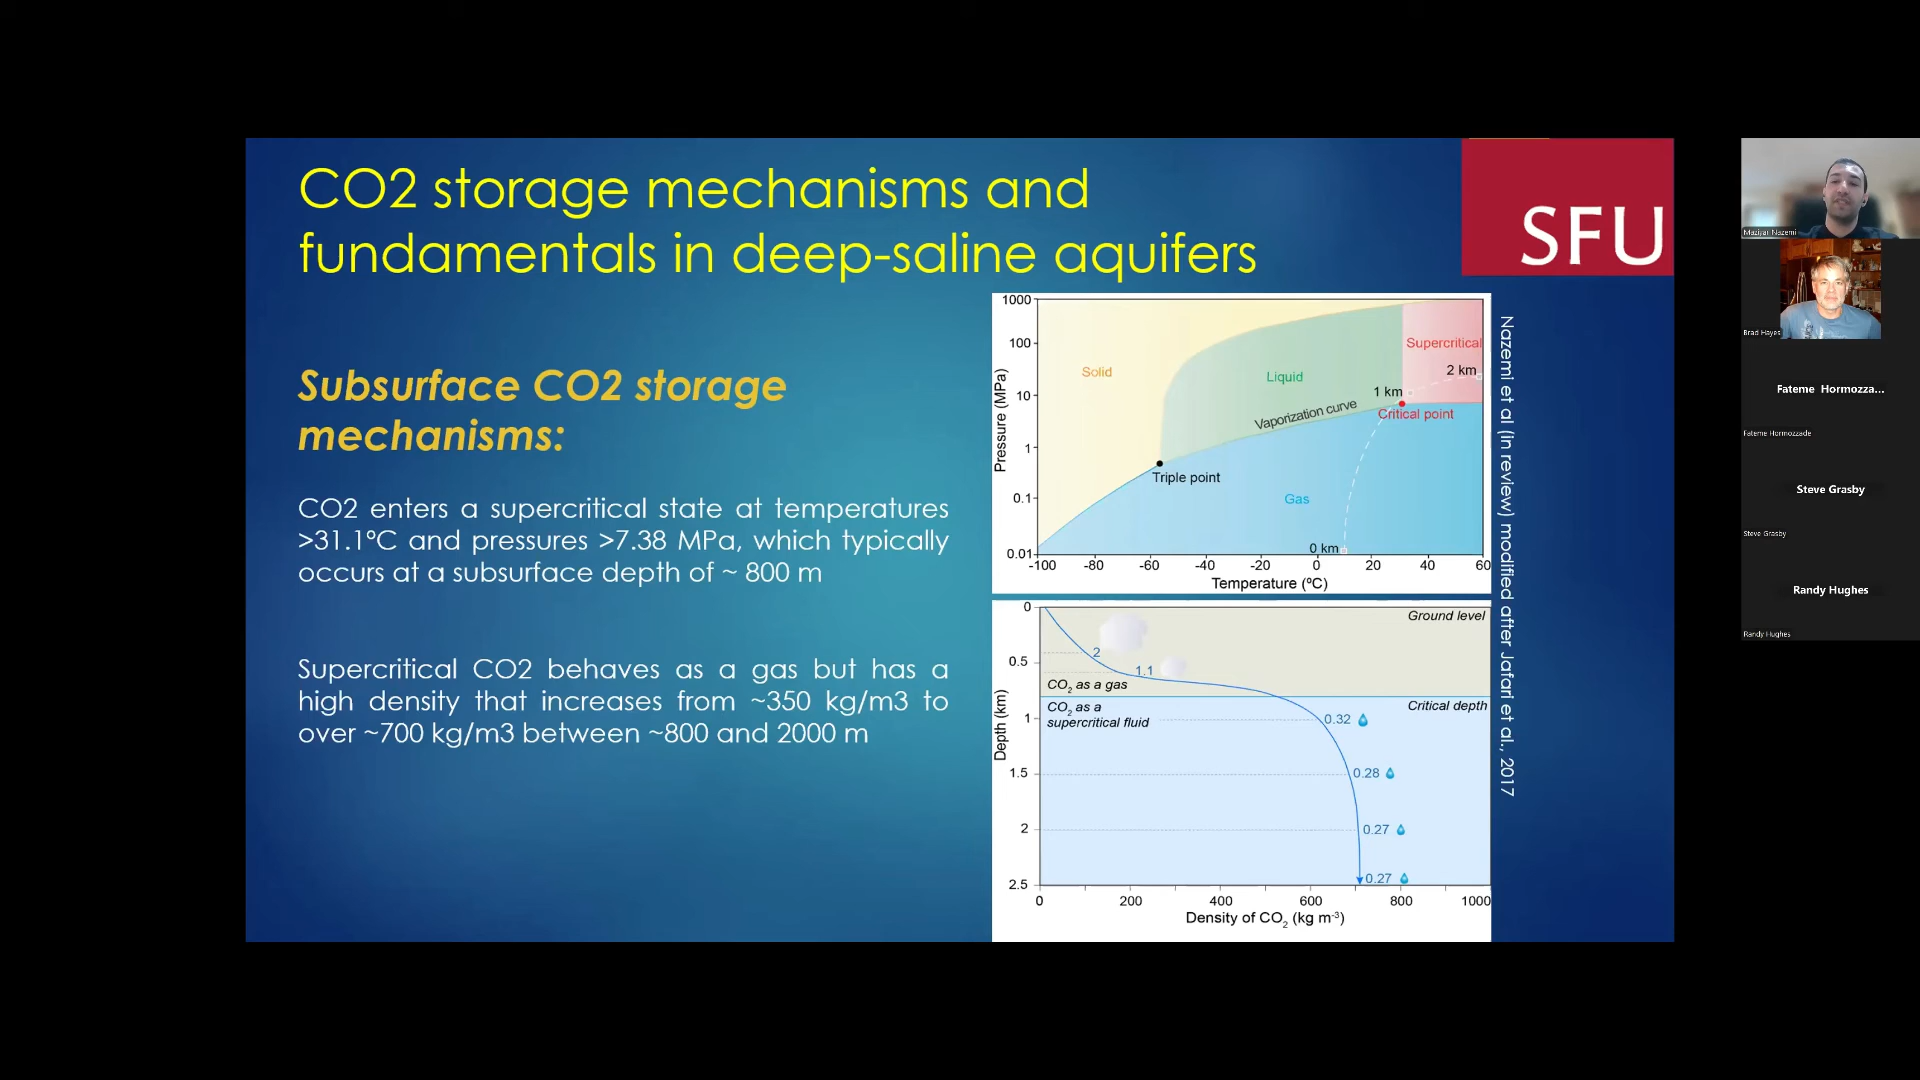 CO2 storage mechanisms and
fundamentals in deep-saline aquifers
SFU
Subsurface CO2 storage
mechanisms:
CO2 enters a supercritical state at temperatures
>31.1ºC and pressures >7.38 MPa, which typically
occurs at a subsurface depth of ~ 800 m
Supercritical CO2 behaves as a gas but has a
high density that increases from ~350 kg/m3 to
over ~700 kg/m3 between ~800 and 2000 m
1000
100
10
1
0.1
0.01
Pressure (MPa)
Solid
Liquid
Supercritical
2 km
1 km
Critical point
Vaporization curve
Triple point
Gas
0 km
-100 -80 -60 -40 -20 0 20 40 60
Temperature (ºC)
0
0.5
1
1.5
2
2.5
Depth (km)
Ground level
2
1.1
CO2 as a gas
CO2 as a
supercritical fluid
Critical depth
0.32
0.28
0.27
0.27
0 200 400 600 800 1000
Density of CO2 (kg m-3)
Nazemi et al (in review) modified after Jafari et al., 2017
Maziyar Nazemi
Brad Hayes
Fateme Hormozza...
Fateme Hormozzade
Steve Grasby
Steve Grasby
Randy Hughes
Randy Hughes